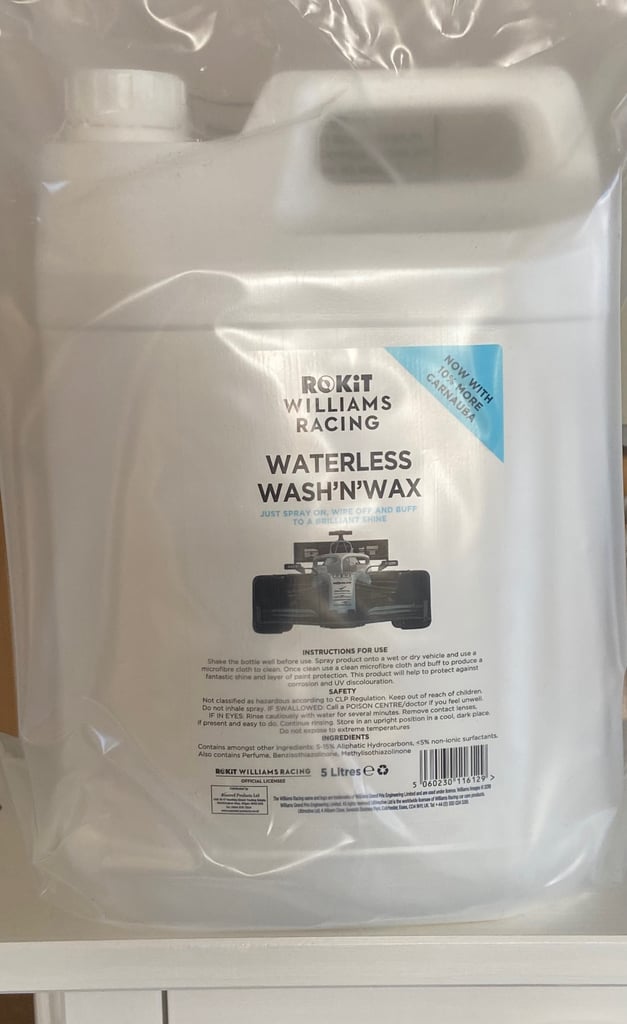 ROKiT
WILLIAMS
RACING
NOW WITH
10% MORE
CARNAUBA
WATERLESS
WASH'N'WAX
JUST SPRAY ON, WIPE OFF AND BUFF
TO A BRILLIANT SHINE
INSTRUCTIONS FOR USE
Shake the bottle well before use. Spray product onto a wet or dry vehicle and use a
microfibre cloth to clean. Once clean use a clean microfibre cloth and buff to produce a
fantastic shine and layer of paint protection. This product will help to protect against
corrosion and UV discolouration.
SAFETY
Not classified as hazardous according to CLP Regulation. Keep out of reach of children.
Do not inhale spray. IF SWALLOWED: Call a POISON CENTRE/doctor if you feel unwell.
IF IN EYES: Rinse cautiously with water for several minutes. Remove contact lenses,
if present and easy to do. Continue rinsing. Store in an upright position in a cool, dark place.
Do not expose to extreme temperatures
INGREDIENTS
Contains amongst other ingredients: 5-15% Aliphatic Hydrocarbons, <5% non-ionic surfactants.
Also contains Perfume, Benzisothiazolinone, Methylisothiazolinone
ROKiT WILLIAMS RACING
OFFICIAL LICENSEE
5 Litres e
5 060230 116129 >